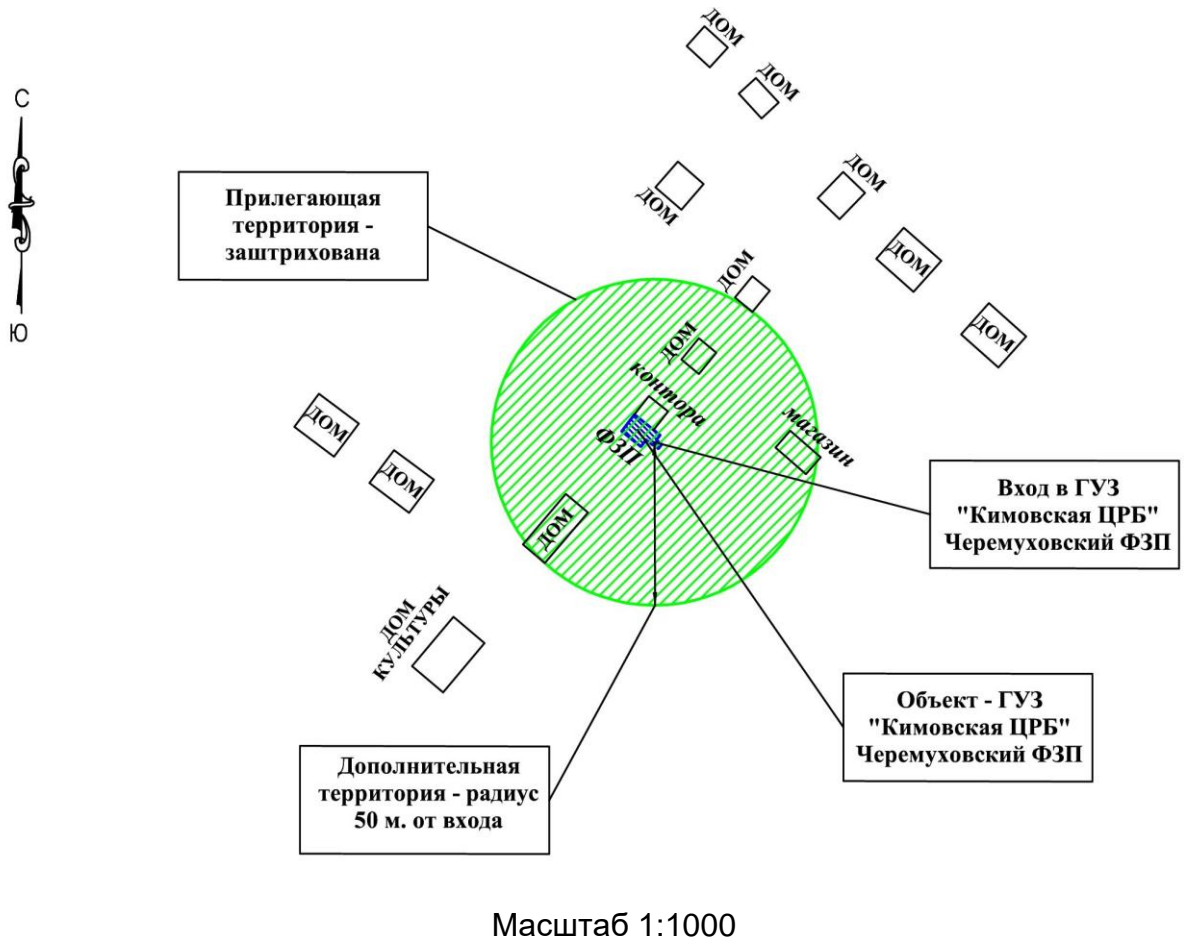 ДОМ
ДОМ
С
ДОМ
ДОМ
Прилегающая
территория -
заштрихована
ДОМ
ДОМ
ДОМ
Ю
ДОМ
контора
ФЗП
магазин
ДОМ
ДОМ
ДОМ
Вход в ГУЗ
"Кимовская ЦРБ"
Черемуховский ФЗП
ДОМ
КУЛЬТУРЫ
Объект - ГУЗ
"Кимовская ЦРБ"
Черемуховский ФЗП
Дополнительная
территория - радиус
50 м. от входа
Масштаб 1:1000